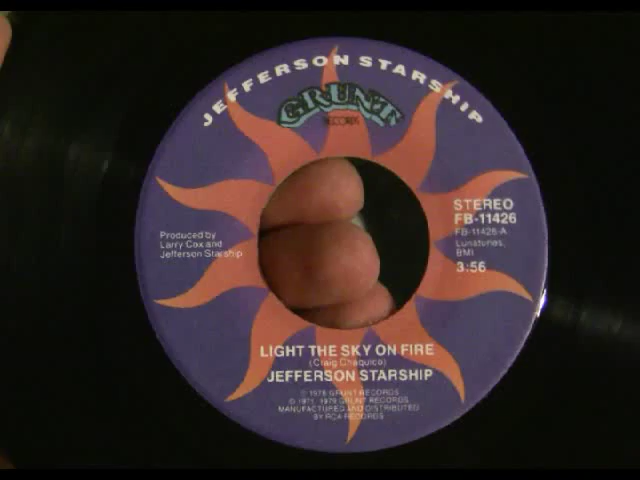 JEFFERSON STARSHIP
GRUNT
RECORDS
STEREO
FB-11426
FB-11426-A
Lunatunes,
BMI
3:56
Produced by
Larry Cox and
Jefferson Starship
LIGHT THE SKY ON FIRE
(Craig Chaquico)
JEFFERSON STARSHIP
℗ 1978 GRUNT RECORDS
© 1971, 1979 GRUNT RECORDS
MANUFACTURED AND DISTRIBUTED
BY RCA RECORDS